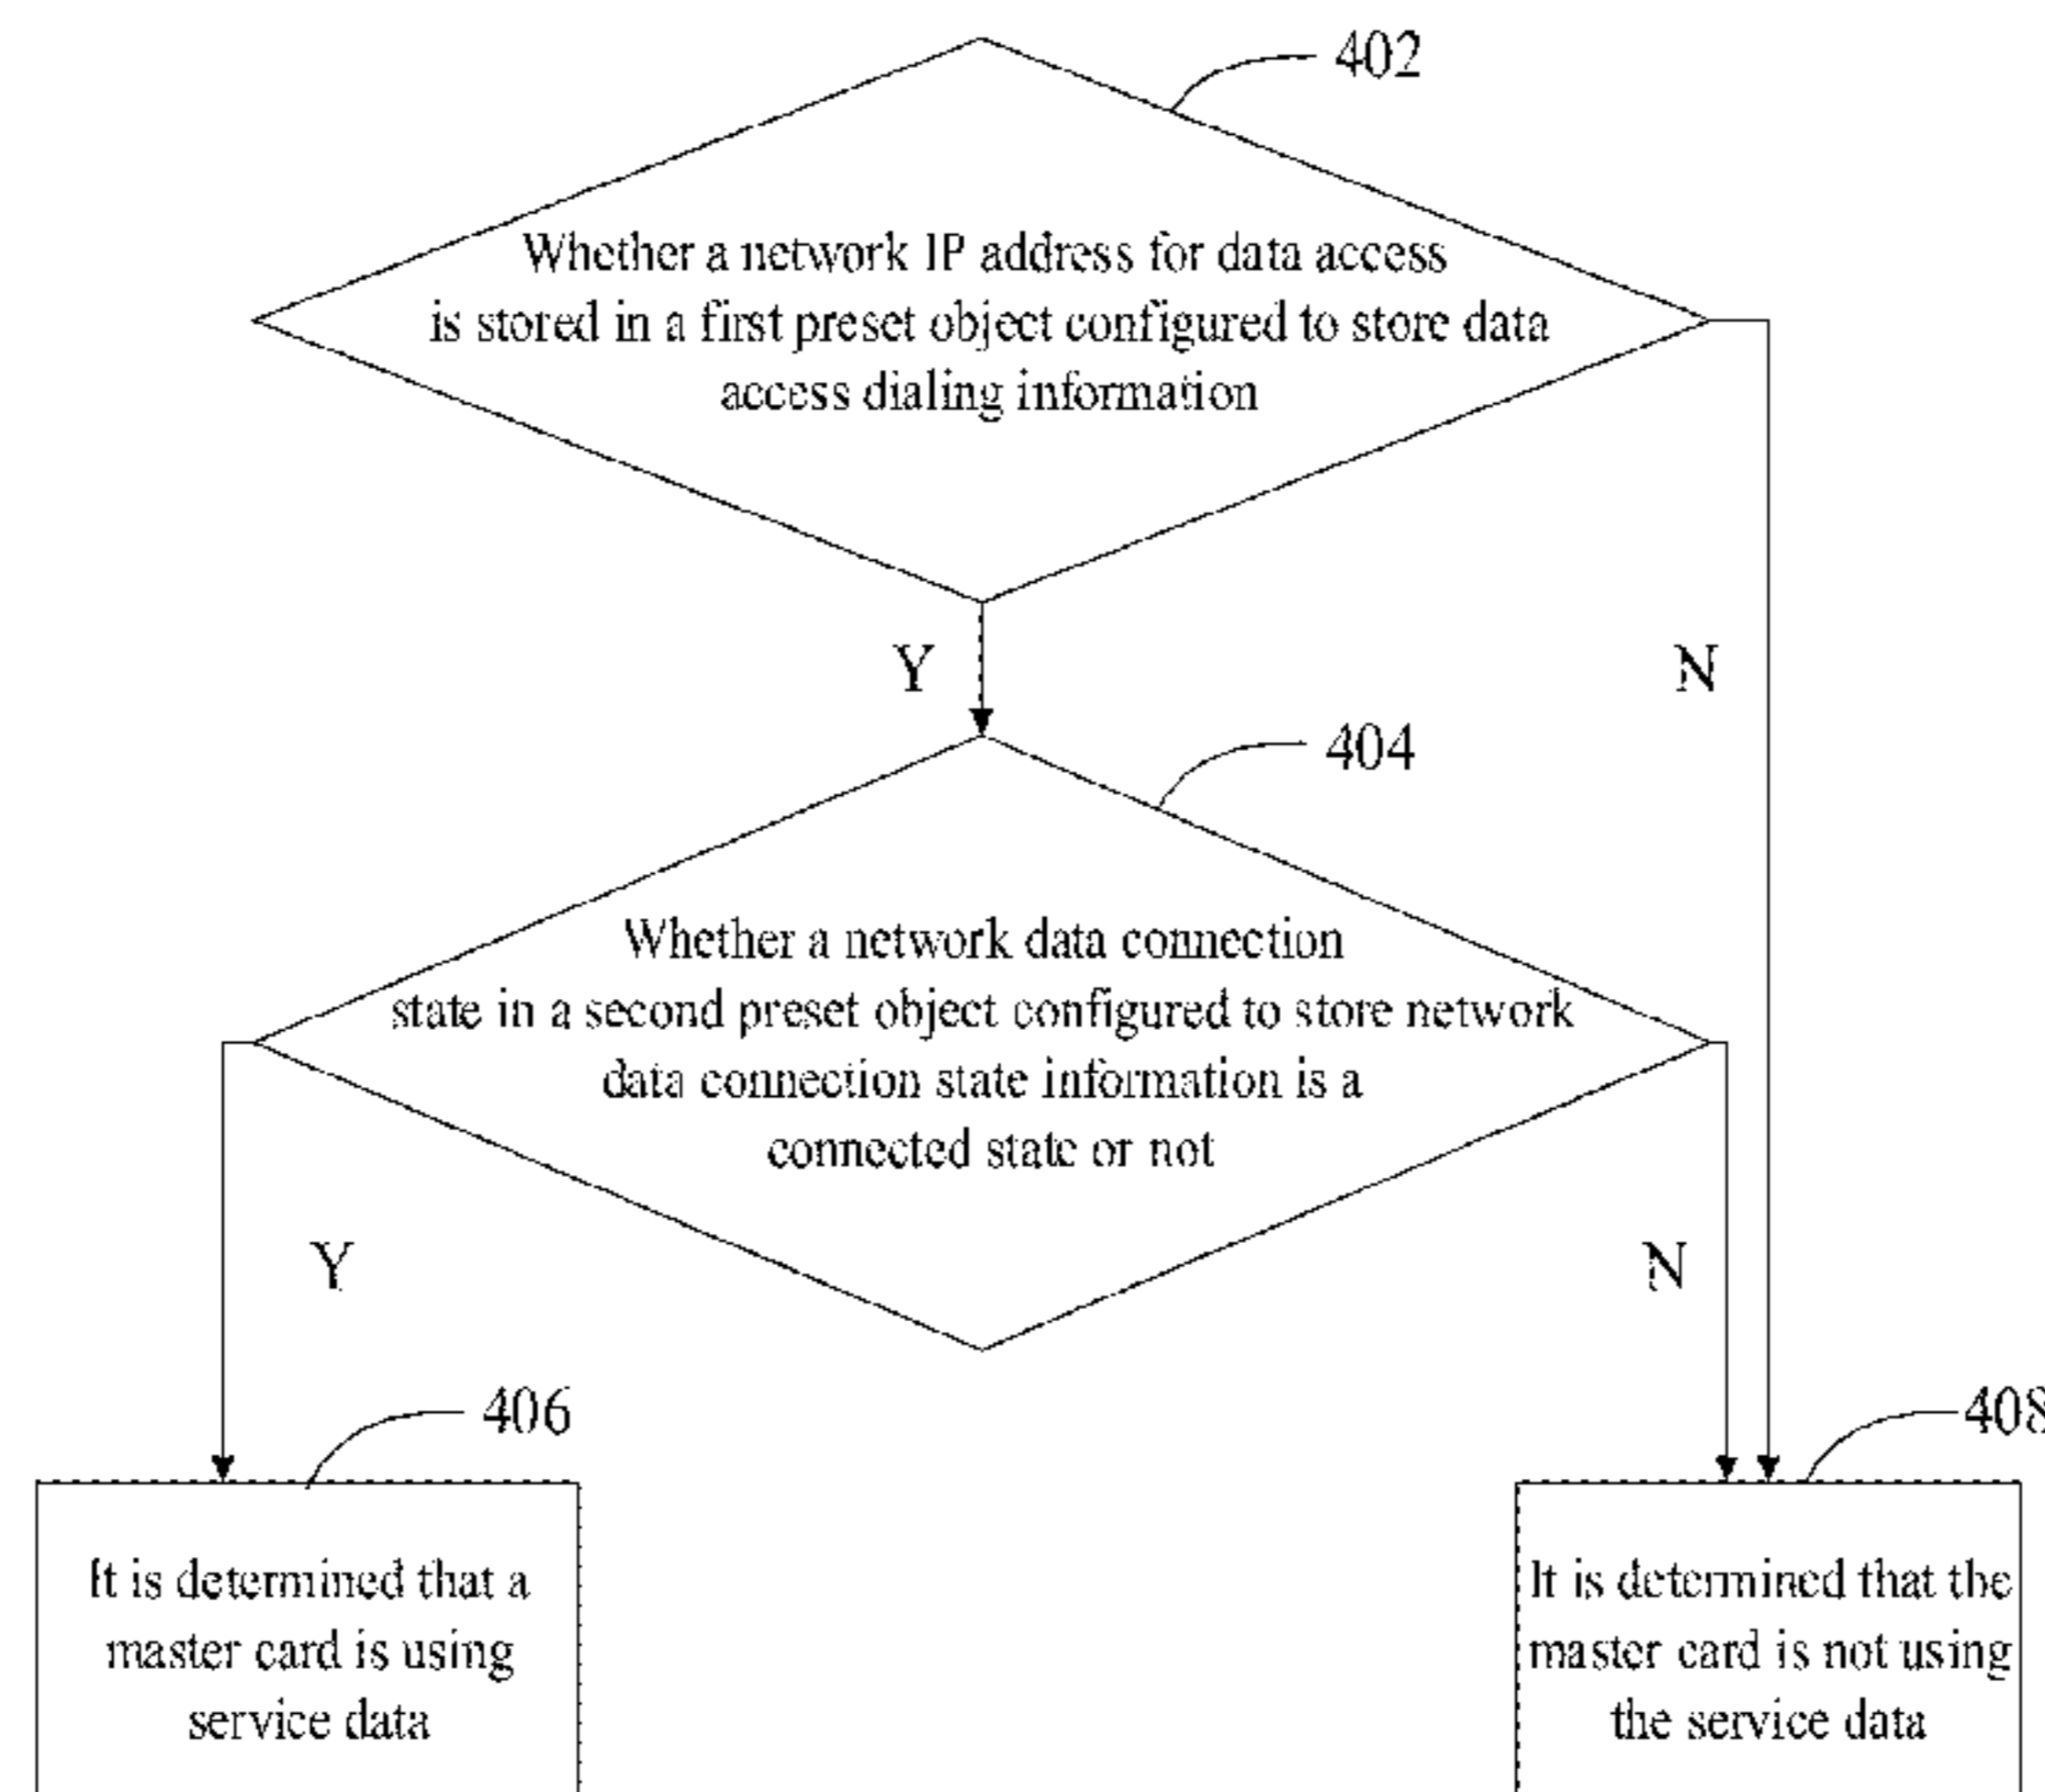 402
Whether a network IP address for data access
is stored in a first preset object configured to store data
access dialing information
Y
N
404
Whether a network data connection
state in a second preset object configured to store network
data connection state information is a
connected state or not
Y
N
406
408
It is determined that a
master card is using
service data
It is determined that the
master card is not using
the service data